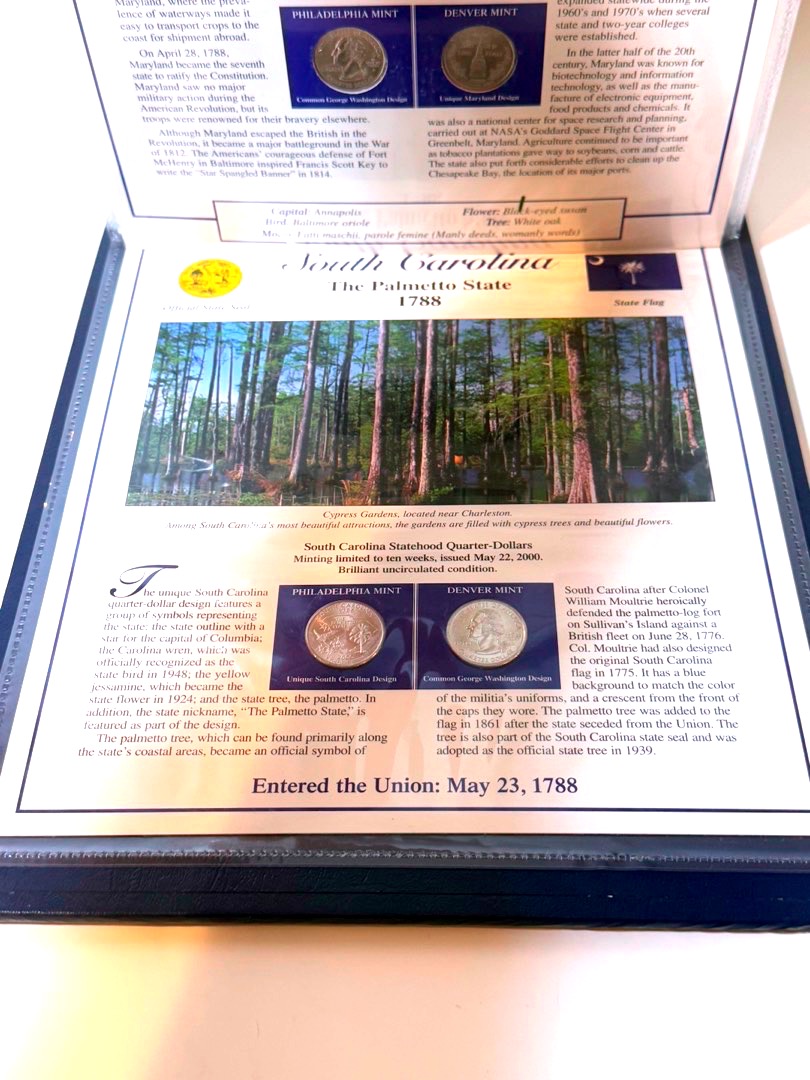 Maryland, where the preva-
lence of waterways made it
easy to transport crops to the
coast for shipment abroad.
On April 28, 1788,
Maryland became the seventh
state to ratify the Constitution.
Maryland saw no major
military action during the
American Revolution, but its
troops were renowned for their bravery elsewhere.
Although Maryland escaped the British in the
Revolution, it became a major battleground in the War
of 1812. The Americans' courageous defense of Fort
McHenry in Baltimore inspired Francis Scott Key to
write the "Star Spangled Banner" in 1814.
PHILADELPHIA MINT
Common George Washington Design
DENVER MINT
Unique Maryland Design
expanded statewide during the
1960's and 1970's when several
state and two-year colleges
were established.
In the latter half of the 20th
century, Maryland was known for
biotechnology and information
technology, as well as the manu-
facture of electronic equipment,
food products and chemicals. It
was also a national center for space research and planning,
carried out at NASA's Goddard Space Flight Center in
Greenbelt, Maryland. Agriculture continued to be important
as tobacco plantations gave way to soybeans, corn and cattle.
The state also put forth considerable efforts to clean up the
Chesapeake Bay, the location of its major ports.
Capital: Annapolis
Flower: Black-eyed susan
Bird: Baltimore oriole
Tree: White oak
Fatti maschii, parole femine (Manly deeds, womanly words)
South Carolina
The Palmetto State
1788
Official State Seal
State Flag
Cypress Gardens, located near Charleston.
Among South Carolina's most beautiful attractions, the gardens are filled with cypress trees and beautiful flowers.
South Carolina Statehood Quarter-Dollars
Minting limited to ten weeks, issued May 22, 2000.
Brilliant uncirculated condition.
The unique South Carolina
quarter-dollar design features a
group of symbols representing
the state: the state outline with a
star for the capital of Columbia;
the Carolina wren, which was
officially recognized as the
state bird in 1948; the yellow
jessamine, which became the
state flower in 1924; and the state tree, the palmetto. In
addition, the state nickname, "The Palmetto State," is
featured as part of the design.
The palmetto tree, which can be found primarily along
the state's coastal areas, became an official symbol of
PHILADELPHIA MINT
Unique South Carolina Design
DENVER MINT
Common George Washington Design
South Carolina after Colonel
William Moultrie heroically
defended the palmetto-log fort
on Sullivan's Island against a
British fleet on June 28, 1776.
Col. Moultrie had also designed
the original South Carolina
flag in 1775. It has a blue
background to match the color
of the militia's uniforms, and a crescent from the front of
the caps they wore. The palmetto tree was added to the
flag in 1861 after the state seceded from the Union. The
tree is also part of the South Carolina state seal and was
adopted as the official state tree in 1939.
Entered the Union: May 23, 1788